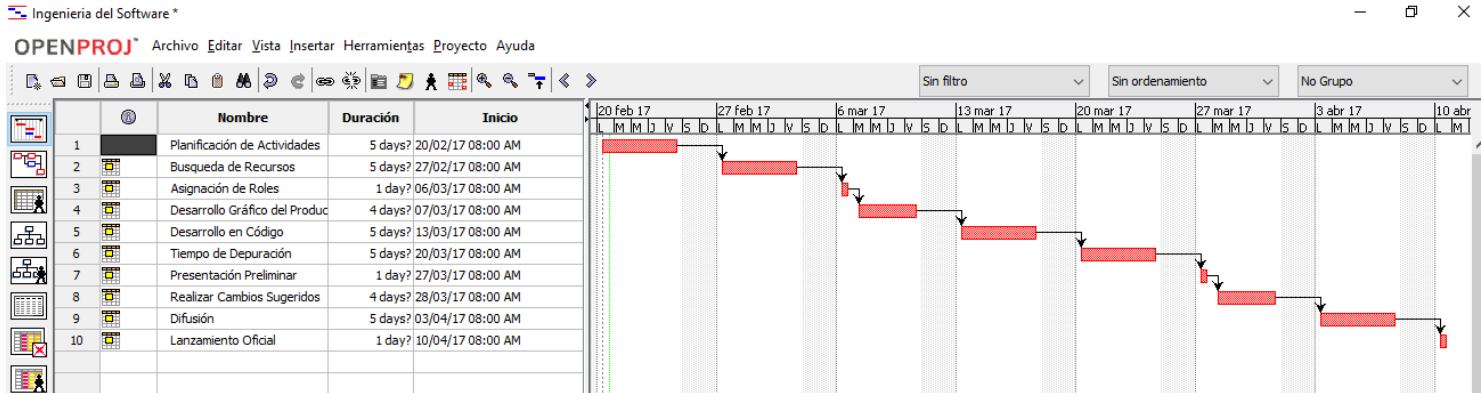 Ingenieria del Software *
OPENPROJ™ Archivo Editar Vista Insertar Herramientas Proyecto Ayuda
Sin filtro Sin ordenamiento No Grupo
Nombre Duración Inicio
20 feb 17 27 feb 17 6 mar 17 13 mar 17 20 mar 17 27 mar 17 3 abr 17 10 abr
L M M J V S D L M M J V S D L M M J V S D L M M J V S D L M M J V S D L M M J V S D L M M J V S D L M
1 Planificación de Actividades 5 days? 20/02/17 08:00 AM
2 Busqueda de Recursos 5 days? 27/02/17 08:00 AM
3 Asignación de Roles 1 day? 06/03/17 08:00 AM
4 Desarrollo Gráfico del Produc 4 days? 07/03/17 08:00 AM
5 Desarrollo en Código 5 days? 13/03/17 08:00 AM
6 Tiempo de Depuración 5 days? 20/03/17 08:00 AM
7 Presentación Preliminar 1 day? 27/03/17 08:00 AM
8 Realizar Cambios Sugeridos 4 days? 28/03/17 08:00 AM
9 Difusión 5 days? 03/04/17 08:00 AM
10 Lanzamiento Oficial 1 day? 10/04/17 08:00 AM